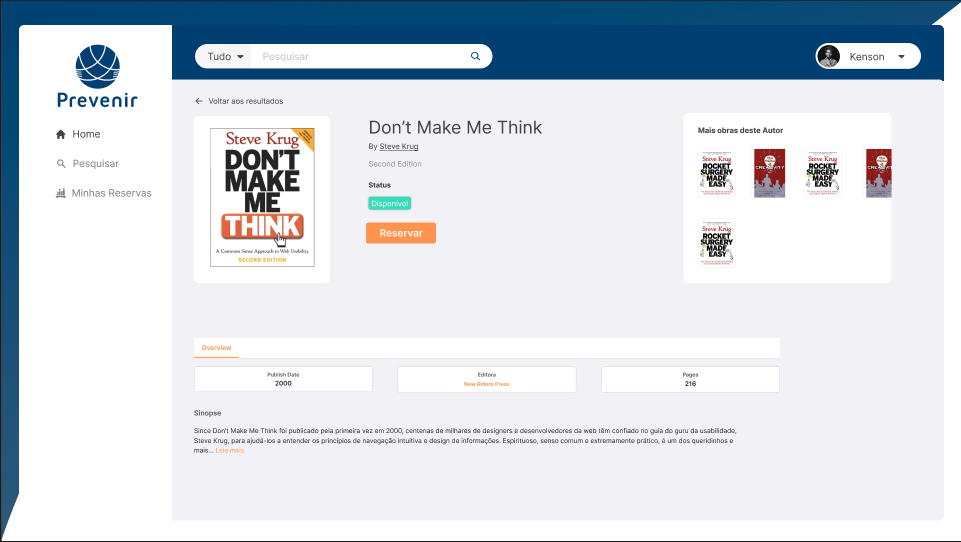 Prevenir
Home
Pesquisar
Minhas Reservas
Tudo
Pesquisar
Kenson
Voltar aos resultados
Steve Krug
DON'T
MAKE
ME
THINK
A Common Sense Approach to Web Usability
SECOND EDITION
Don't Make Me Think
By Steve Krug
Second Edition
Status
Disponível
Reservar
Mais obras deste Autor
Steve Krug
ROCKET
SURGERY
MADE
EASY
Steve Krug
ROCKET
SURGERY
MADE
EASY
Steve Krug
ROCKET
SURGERY
MADE
EASY
Overview
Publish Date
2000
Editora
New Riders Press
Pages
216
Sinopse
Since Don't Make Me Think foi publicado pela primeira vez em 2000, centenas de milhares de designers e desenvolvedores da web têm confiado no guia do guru da usabilidade,
Steve Krug, para ajudá-los a entender os princípios de navegação intuitiva e design de informações. Espirituoso, senso comum e extremamente prático, é um dos queridinhos e
mais... Leia mais